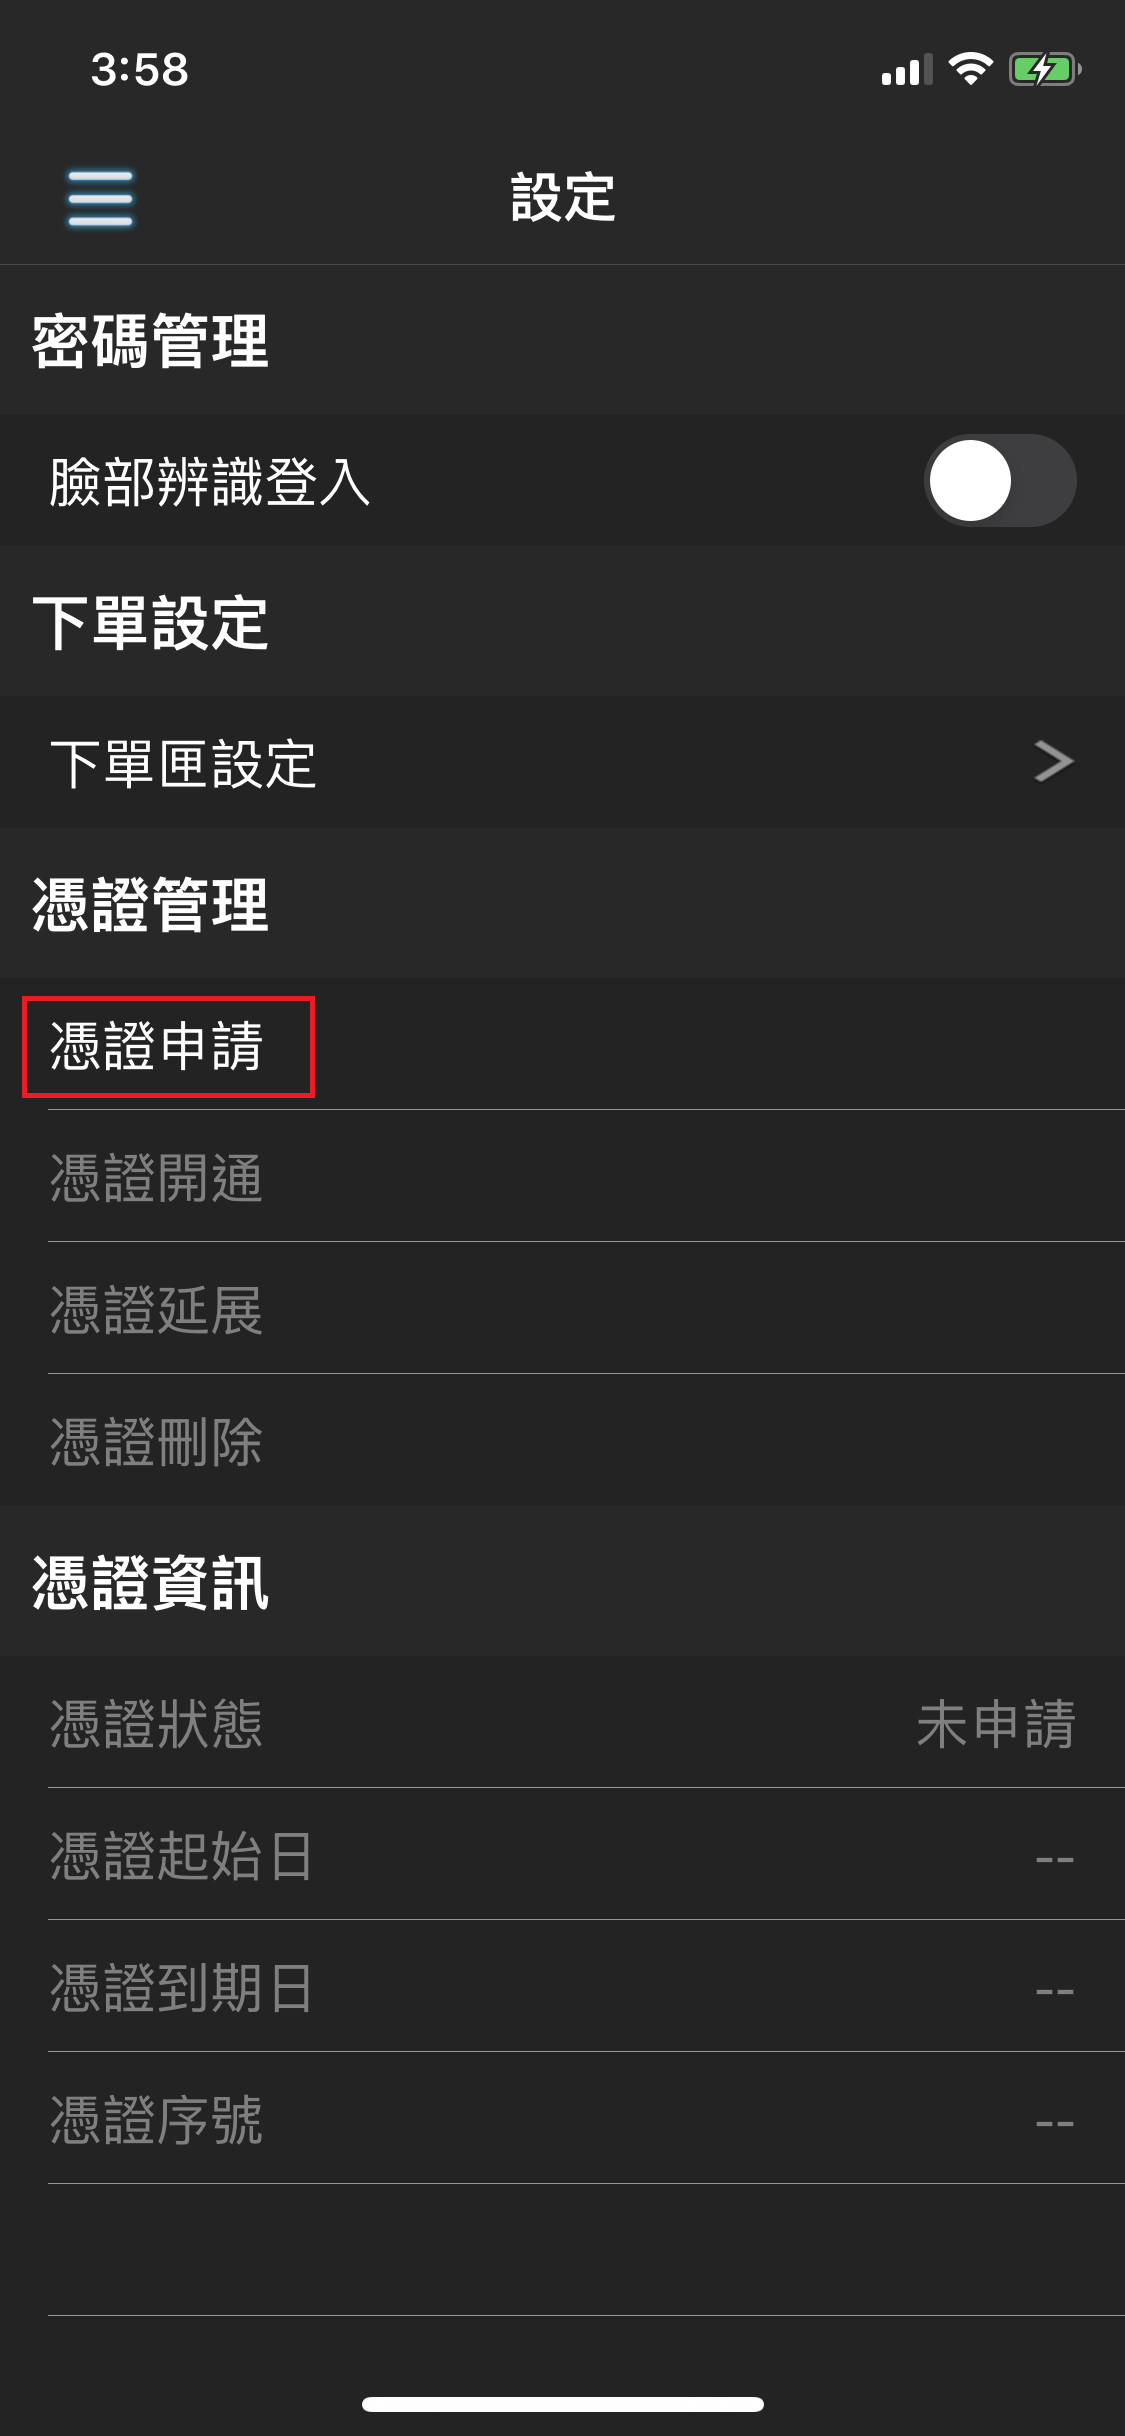 3:58
設定
密碼管理
臉部辨識登入
下單設定
下單匣設定
憑證管理
憑證申請
憑證開通
憑證延展
憑證刪除
憑證資訊
憑證狀態 未申請
憑證起始日 --
憑證到期日 --
憑證序號 --